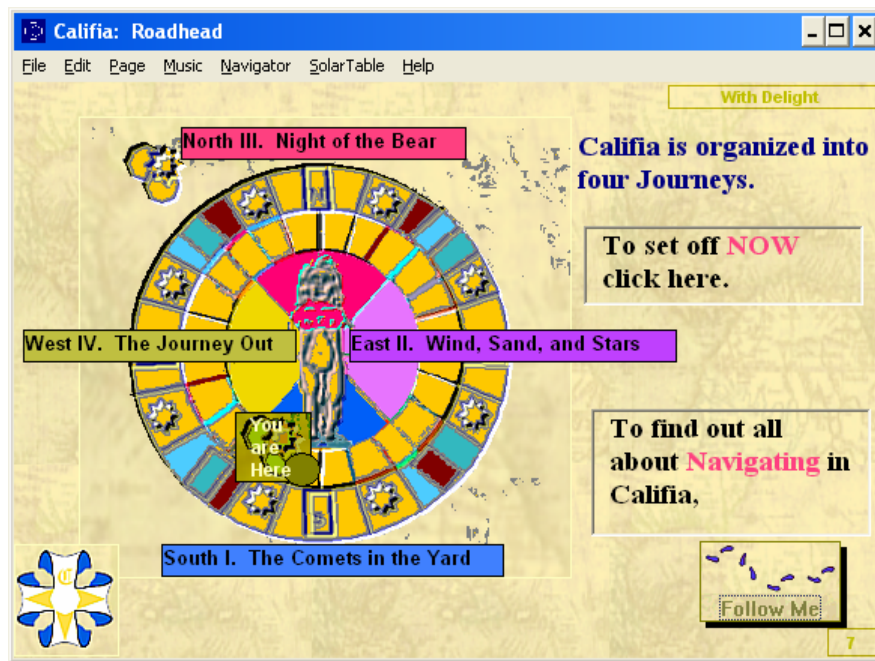 Califia: Roadhead
File Edit Page Music Navigator SolarTable Help
With Delight
North III. Night of the Bear
Califia is organized into
four Journeys.
N
To set off NOW
click here.
West IV. The Journey Out
East II. Wind, Sand, and Stars
You
are
Here
To find out all
about Navigating in
Califia,
S
South I. The Comets in the Yard
C
Follow Me
7